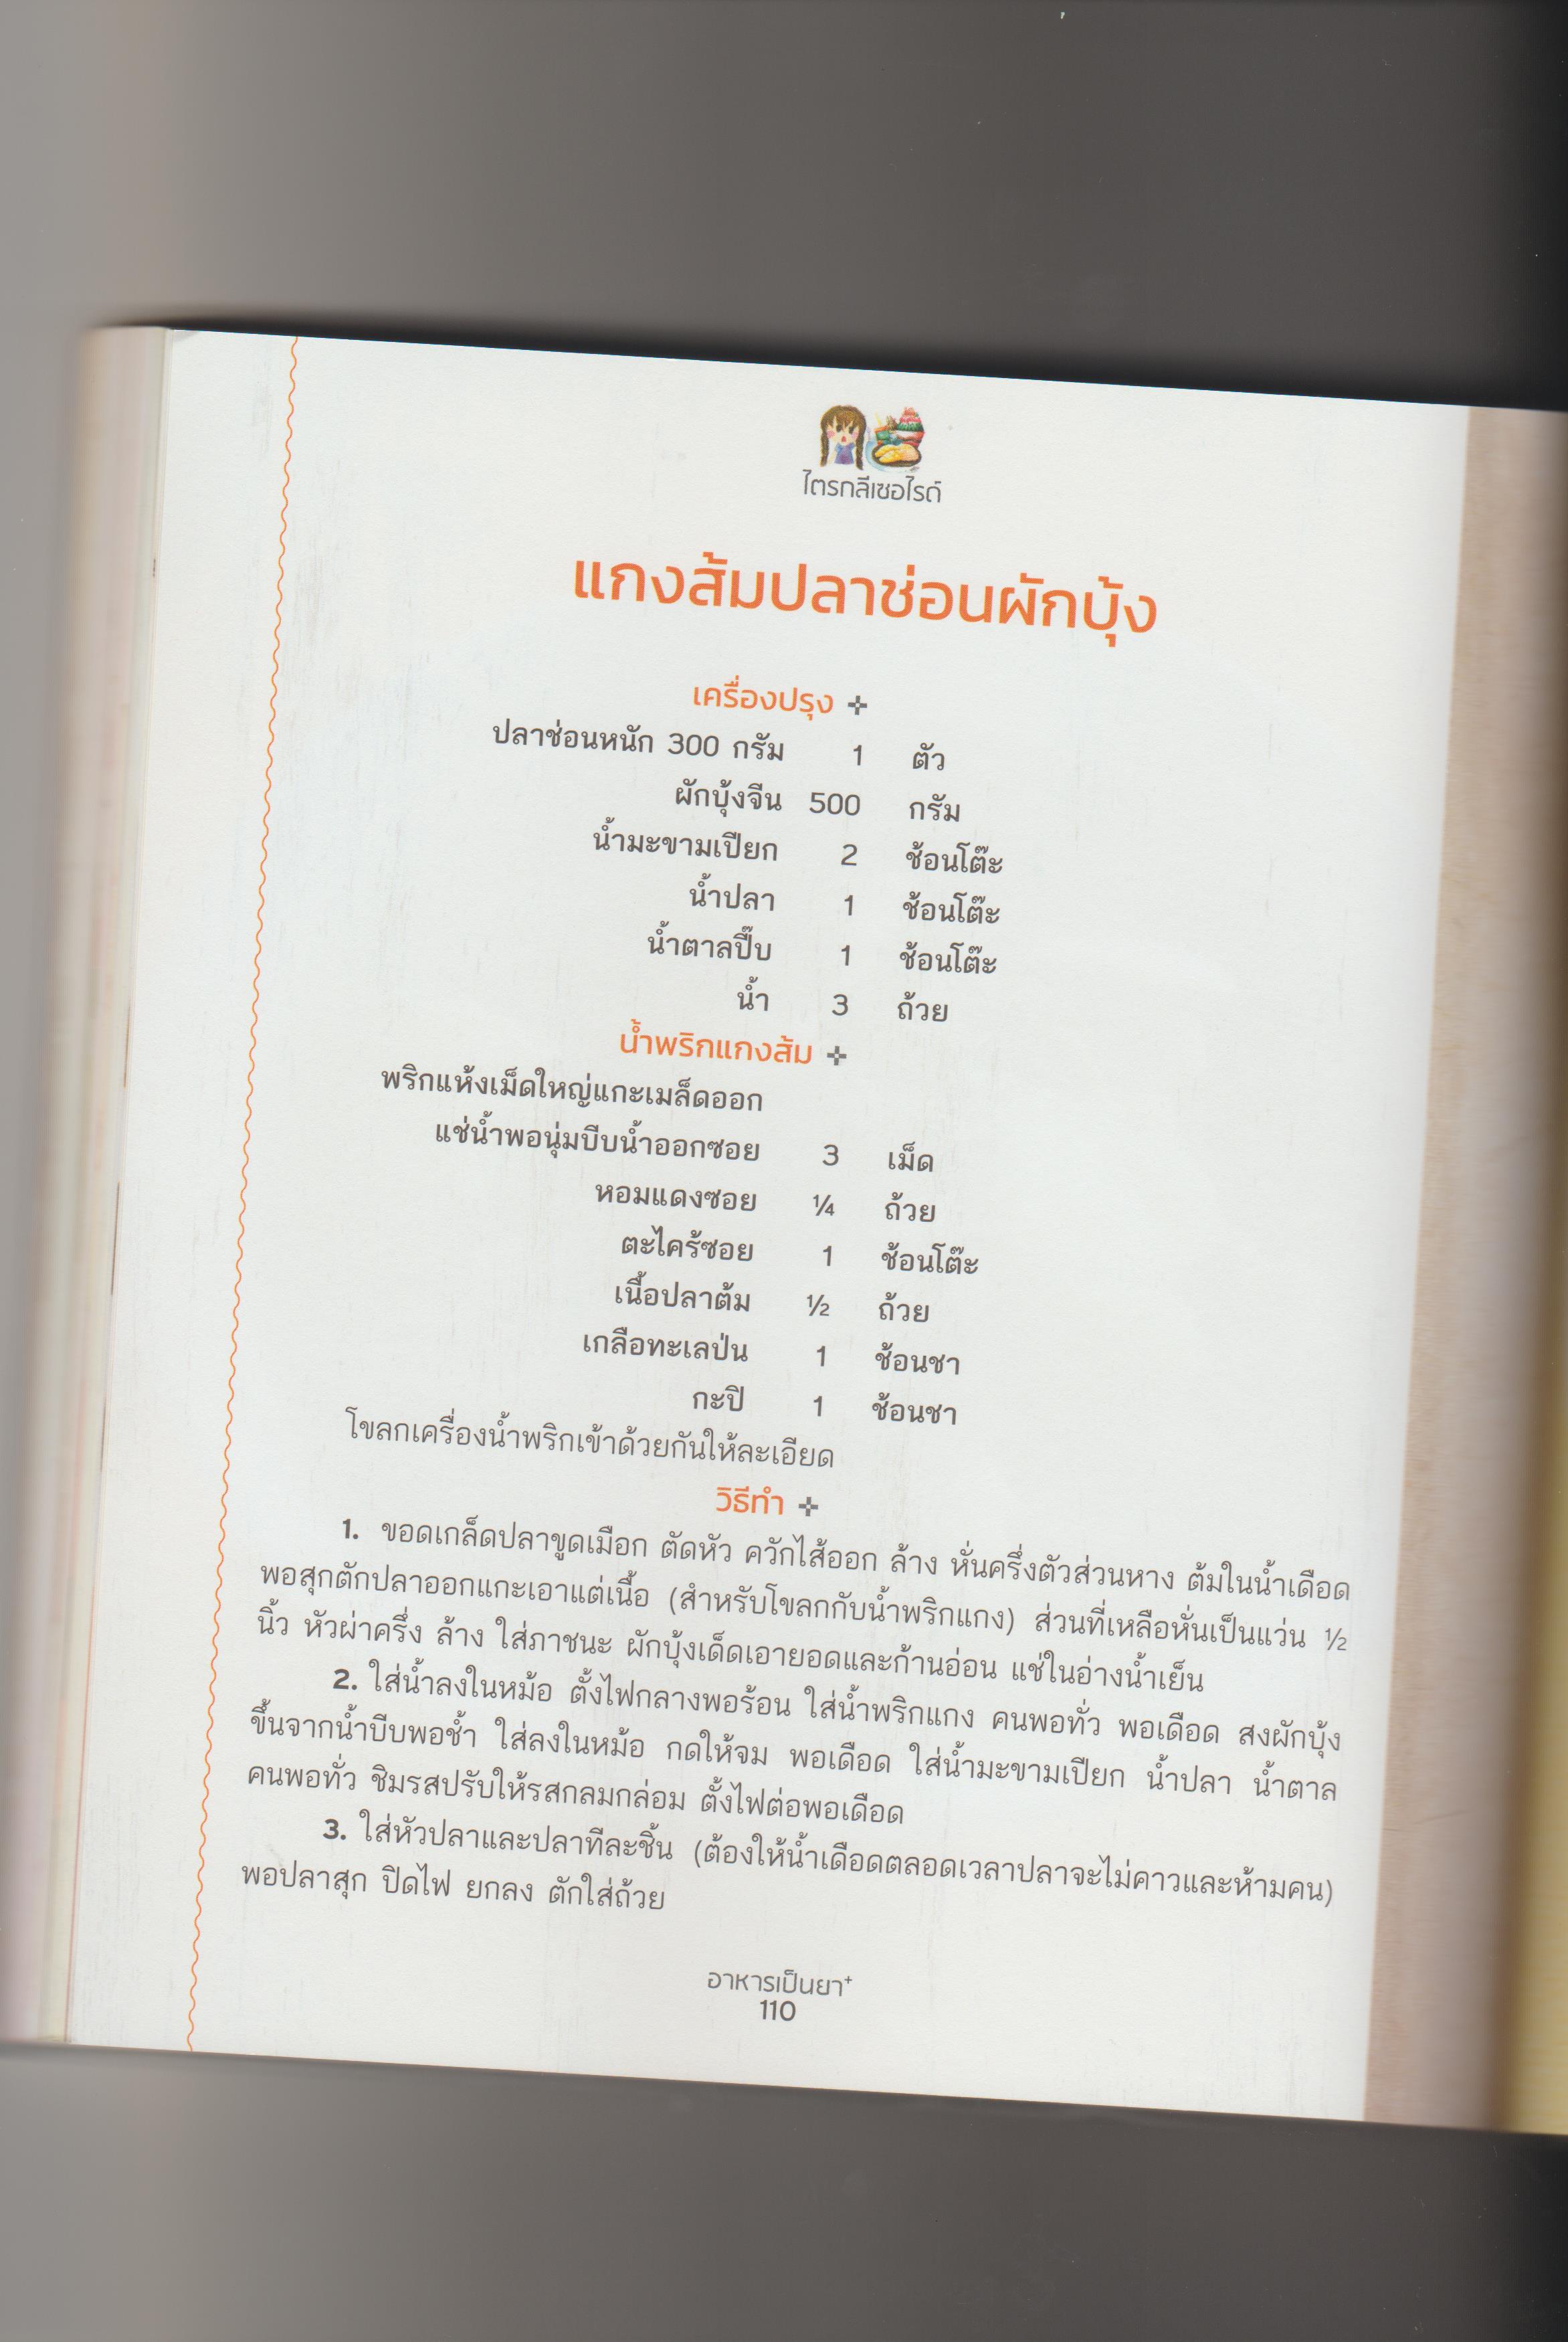 ไตรกลีเซอไรด์
แกงส้มปลาช่อนผักบุ้ง
เครื่องปรุง
ปลาช่อนหนัก 300 กรัม 1 ตัว
ผักบุ้งจีน 500 กรัม
น้ำมะขามเปียก 2 ช้อนโต๊ะ
น้ำปลา 1 ช้อนโต๊ะ
น้ำตาลปี๊บ 1 ช้อนโต๊ะ
น้ำ 3 ถ้วย
น้ำพริกแกงส้ม
พริกแห้งเม็ดใหญ่แกะเมล็ดออก
แช่น้ำพอนุ่มบีบน้ำออกซอย 3 เม็ด
หอมแดงซอย ¼ ถ้วย
ตะไคร้ซอย 1 ช้อนโต๊ะ
เนื้อปลาต้ม ½ ถ้วย
เกลือทะเลป่น 1 ช้อนชา
กะปิ 1 ช้อนชา
โขลกเครื่องน้ำพริกเข้าด้วยกันให้ละเอียด
วิธีทำ
1. ขอดเกล็ดปลาขูดเมือก ตัดหัว ควักไส้ออก ล้าง หั่นครึ่งตัวส่วนหาง ต้มในน้ำเดือด
พอสุกตักปลาออกแกะเอาแต่เนื้อ (สำหรับโขลกกับน้ำพริกแกง) ส่วนที่เหลือหั่นเป็นแว่น ½
นิ้ว หัวผ่าครึ่ง ล้าง ใส่ภาชนะ ผักบุ้งเด็ดเอายอดและก้านอ่อน แช่ในอ่างน้ำเย็น
2. ใส่น้ำลงในหม้อ ตั้งไฟกลางพอร้อน ใส่น้ำพริกแกง คนพอทั่ว พอเดือด สงผักบุ้ง
ขึ้นจากน้ำบีบพอช้ำ ใส่ลงในหม้อ กดให้จม พอเดือด ใส่น้ำมะขามเปียก น้ำปลา น้ำตาล
คนพอทั่ว ชิมรสปรับให้รสกลมกล่อม ตั้งไฟต่อพอเดือด
3. ใส่หัวปลาและปลาทีละชิ้น (ต้องให้น้ำเดือดตลอดเวลาปลาจะไม่คาวและห้ามคน)
พอปลาสุก ปิดไฟ ยกลง ตักใส่ถ้วย
อาหารเป็นยา+
110